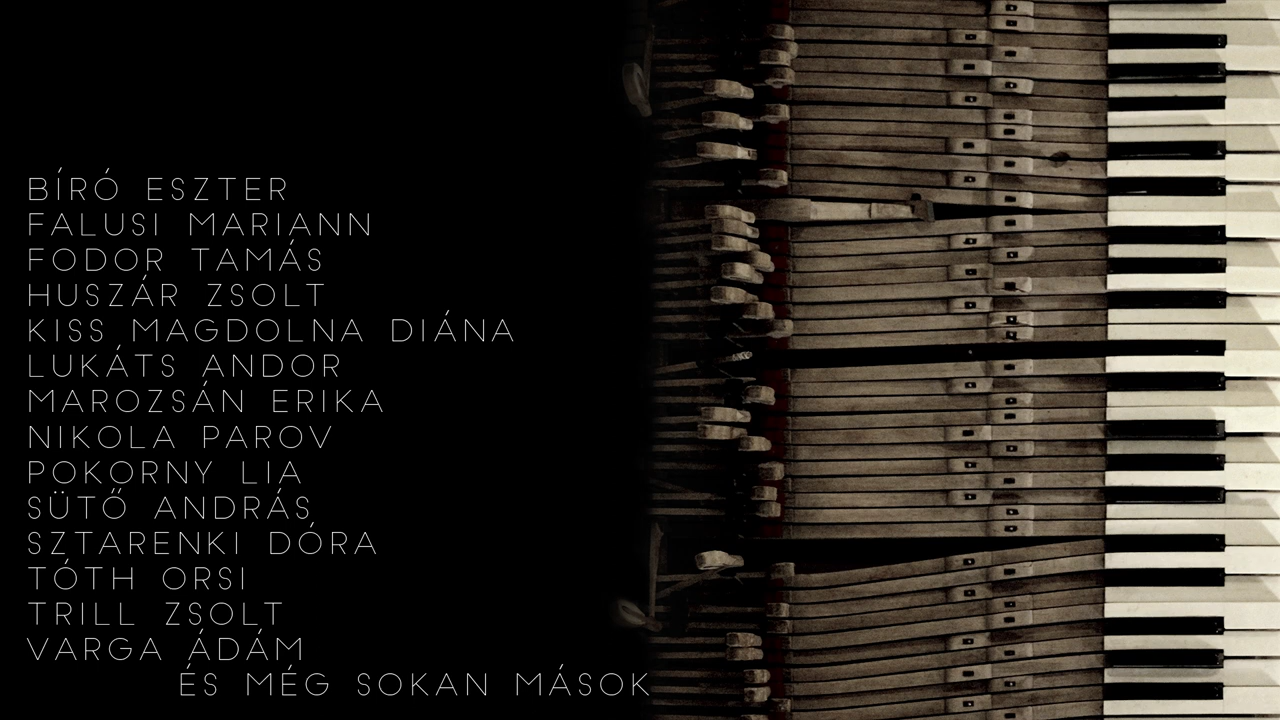 BÍRÓ ESZTER
FALUSI MARIANN
FODOR TAMÁS
HUSZÁR ZSOLT
KISS MAGDOLNA DIÁNA
LUKÁTS ANDOR
MAROZSÁN ERIKA
NIKOLA PAROV
POKORNY LIA
SÜTŐ ANDRÁS
SZTARENKI DÓRA
TÓTH ORSI
TRILL ZSOLT
VARGA ÁDÁM
ÉS MÉG SOKAN MÁSOK